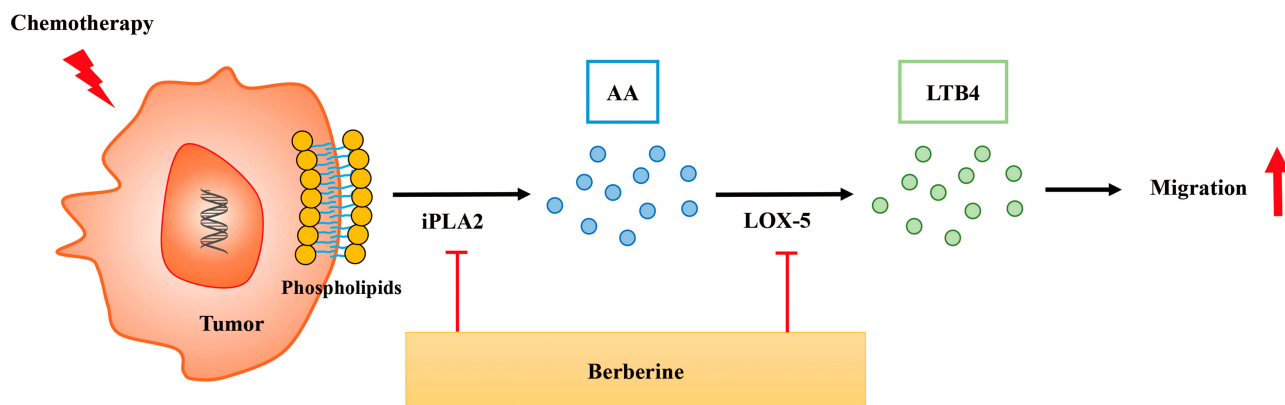 Chemotherapy
AA
LTB4
iPLA2
LOX-5
Migration
Phospholipids
Tumor
Berberine